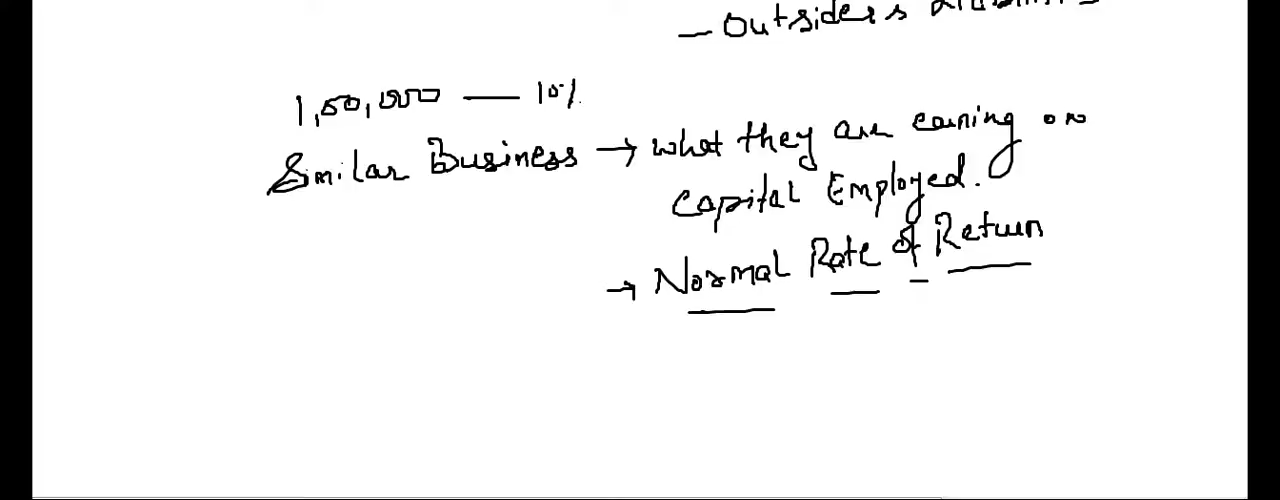 — Outsiders
1,50,000 — 10%
Similar Business → what they are earning on
Capital Employed.
→ Normal Rate of Return